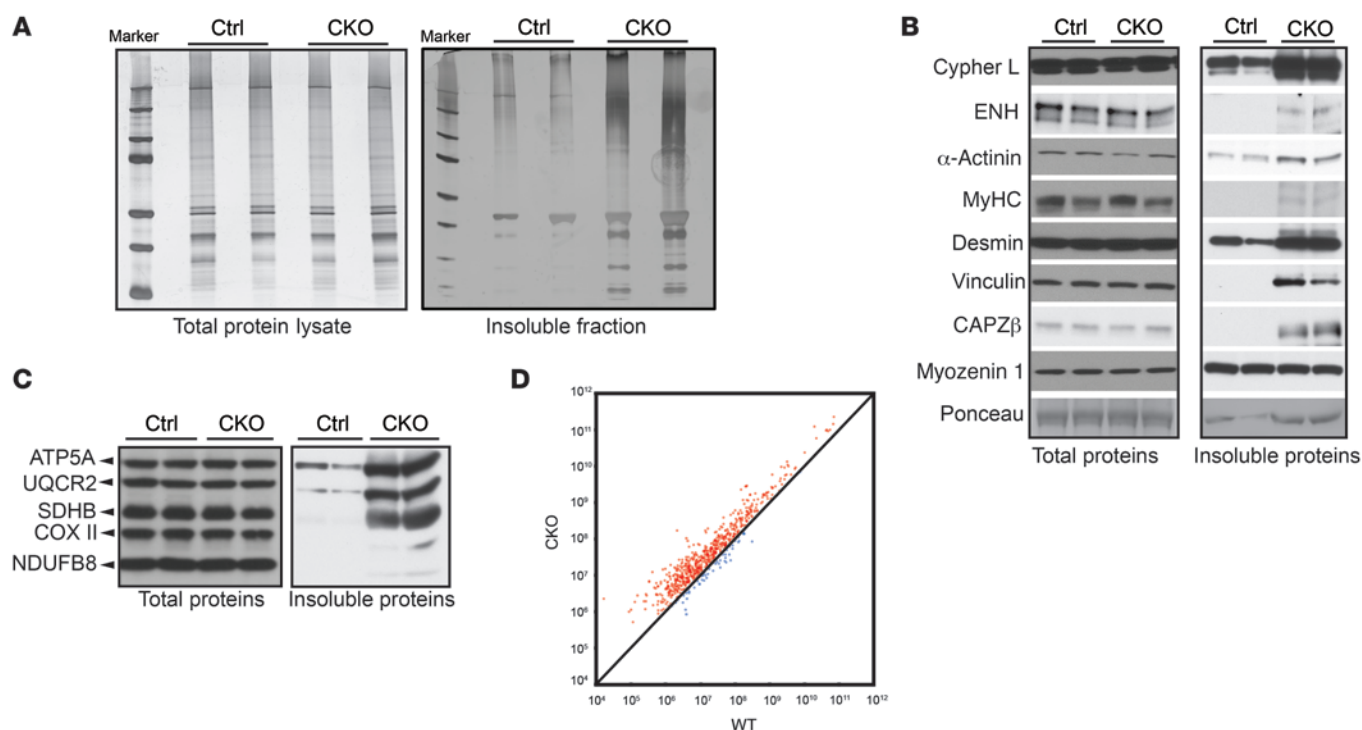 A
Marker Ctrl CKO
Marker Ctrl CKO
Total protein lysate
Insoluble fraction
B
Ctrl CKO
Ctrl CKO
Cypher L
ENH
α-Actinin
MyHC
Desmin
Vinculin
CAPZβ
Myozenin 1
Ponceau
Total proteins
Insoluble proteins
C
Ctrl CKO
Ctrl CKO
ATP5A
UQCR2
SDHB
COX II
NDUFB8
Total proteins
Insoluble proteins
D
CKO
10¹²
10¹¹
10¹⁰
10⁹
10⁸
10⁷
10⁶
10⁵
10⁴
10⁴ 10⁵ 10⁶ 10⁷ 10⁸ 10⁹ 10¹⁰ 10¹¹ 10¹²
WT